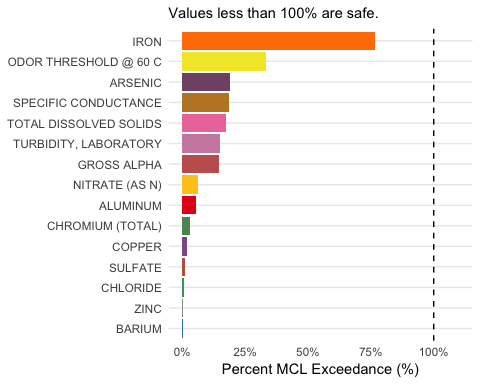 Values less than 100% are safe.
IRON
ODOR THRESHOLD @ 60 C
ARSENIC
SPECIFIC CONDUCTANCE
TOTAL DISSOLVED SOLIDS
TURBIDITY, LABORATORY
GROSS ALPHA
NITRATE (AS N)
ALUMINUM
CHROMIUM (TOTAL)
COPPER
SULFATE
CHLORIDE
ZINC
BARIUM
0% 25% 50% 75% 100%
Percent MCL Exceedance (%)